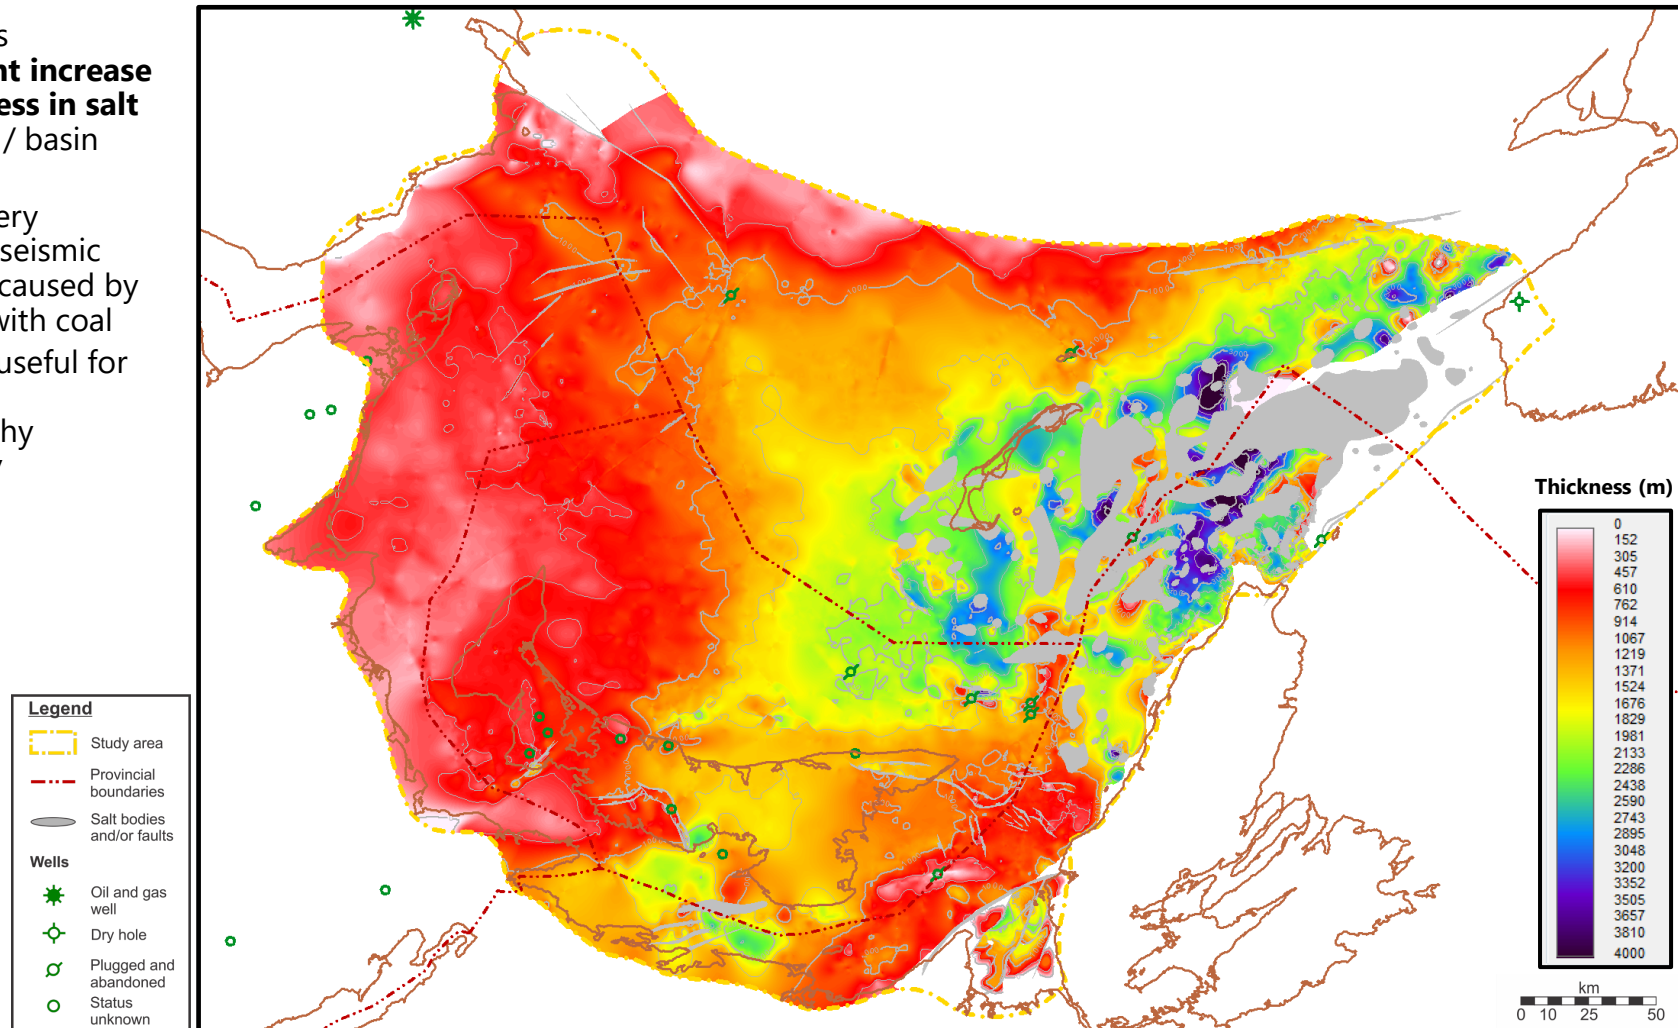 s
nt increase
ess in salt
/ basin
ery
seismic
caused by
with coal
useful for
hy
Legend
Study area
Provincial
boundaries
Salt bodies
and/or faults
Wells
Oil and gas
well
Dry hole
Plugged and
abandoned
Status
unknown
Thickness (m)
0
152
305
457
610
762
914
1067
1219
1371
1524
1676
1829
1981
2133
2286
2438
2590
2743
2895
3048
3200
3352
3505
3657
3810
4000
km
0 10 25 50